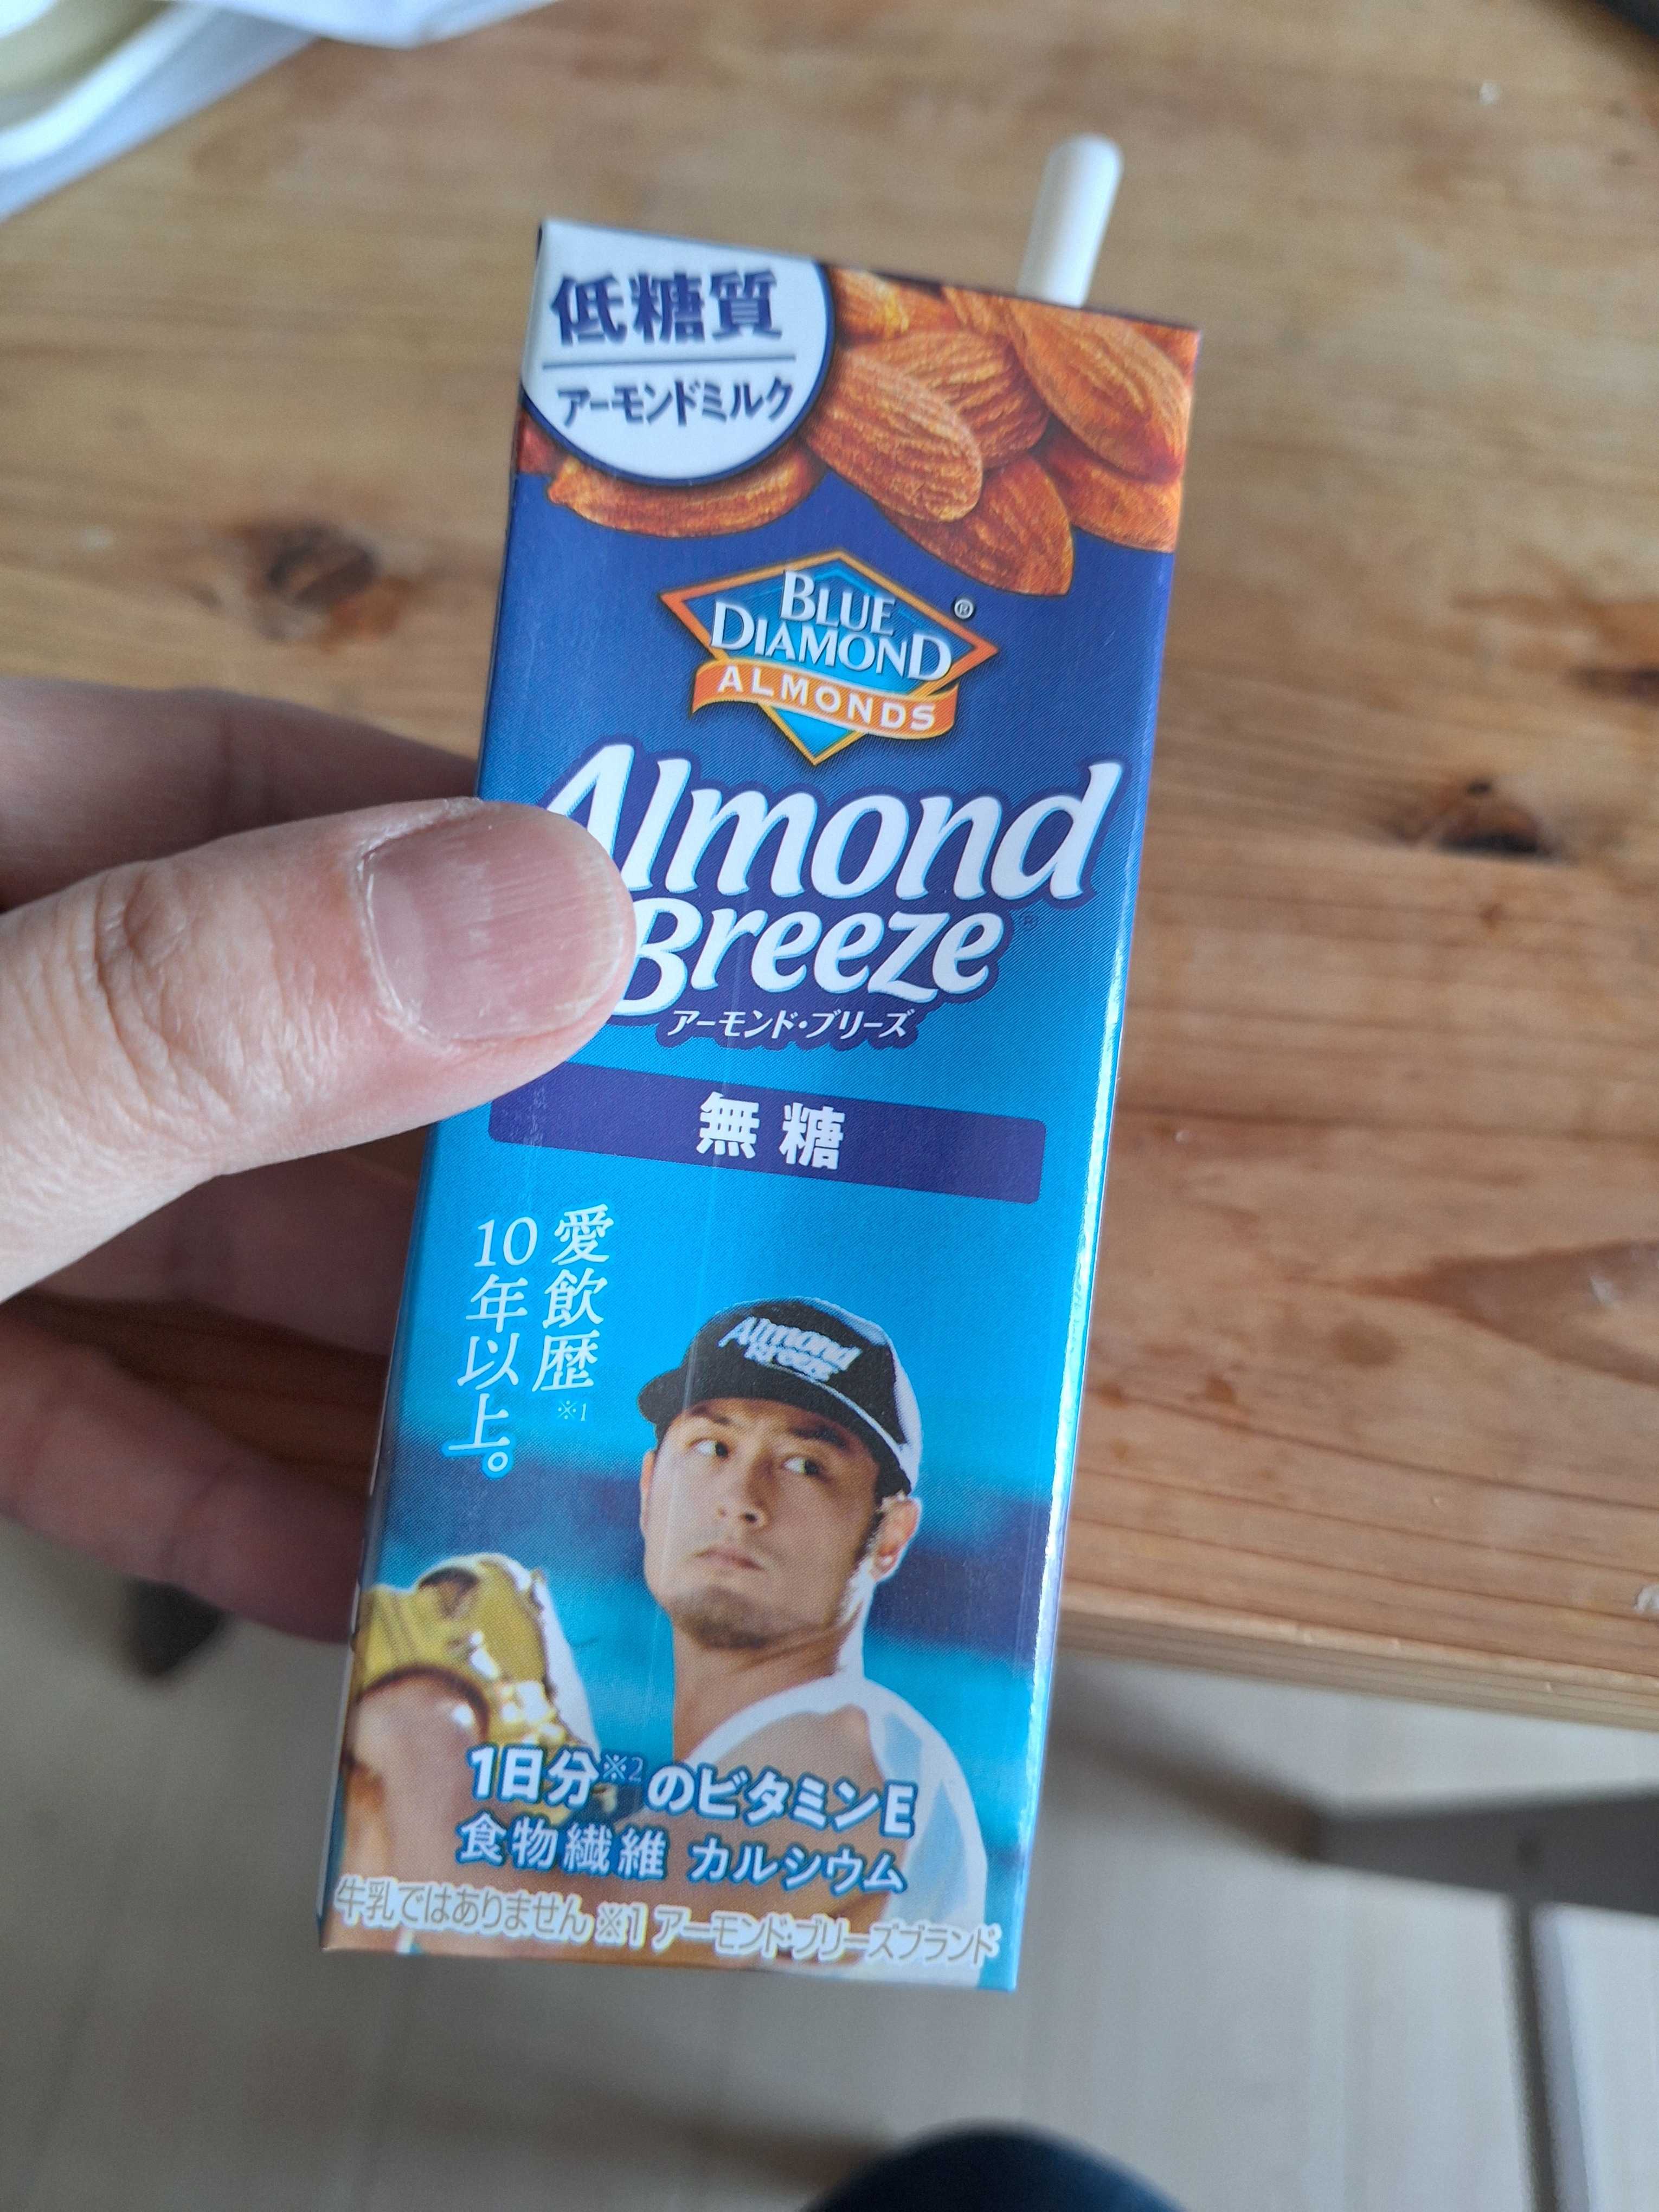 低糖質
アーモンドミルク
BLUE
DIAMOND
®
ALMONDS
Almond
Breeze
アーモンド・ブリーズ
無糖
愛飲歴※1
10年以上。
Almond
Breeze
1日分※2のビタミンE
食物繊維 カルシウム
牛乳ではありません ※1 アーモンド・ブリーズブランド